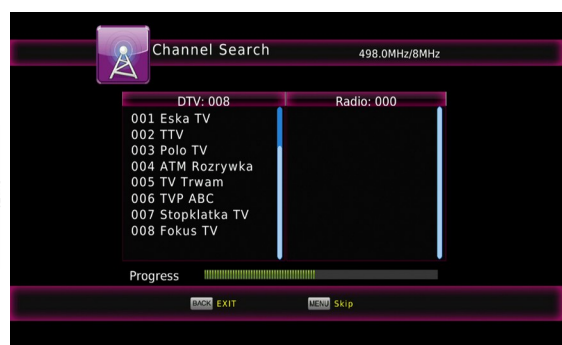 Channel Search
498.0MHz/8MHz
DTV: 008
Radio: 000
001 Eska TV
002 TTV
003 Polo TV
004 ATM Rozrywka
005 TV Trwam
006 TVP ABC
007 Stopklatka TV
008 Fokus TV
Progress
BACK EXIT
MENU Skip